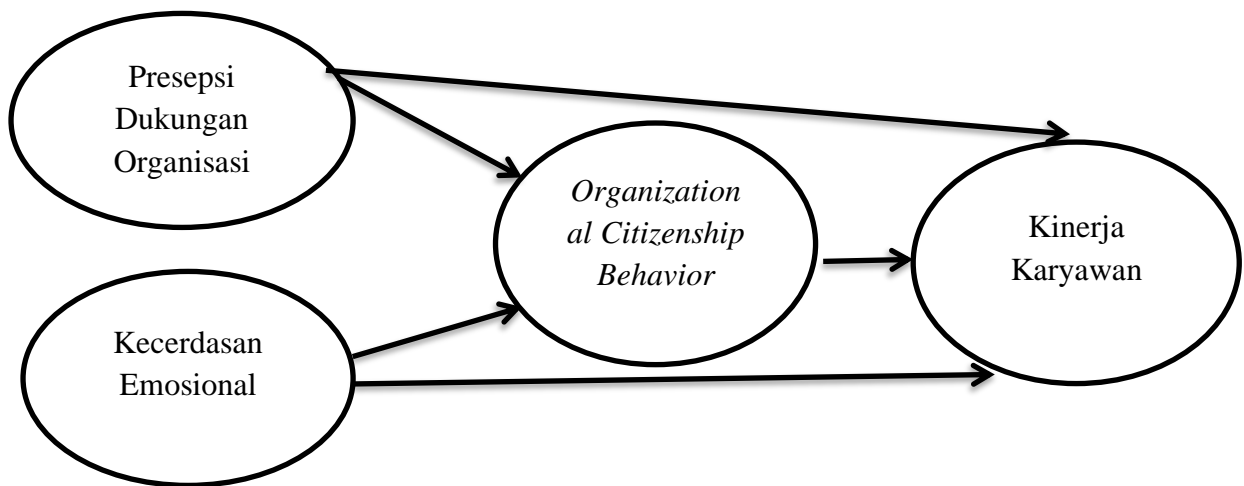 Presepsi
Dukungan
Organisasi
Organization
al Citizenship
Behavior
Kinerja
Karyawan
Kecerdasan
Emosional